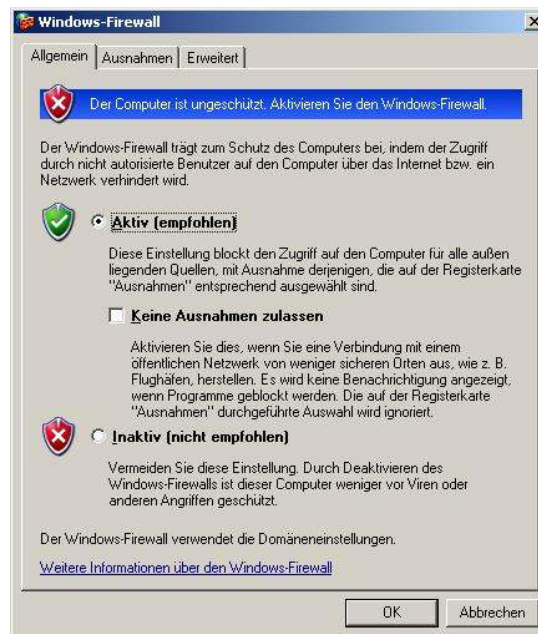 Windows-Firewall
Allgemein Ausnahmen Erweitert
Der Computer ist ungeschützt. Aktivieren Sie den Windows-Firewall.
Der Windows-Firewall trägt zum Schutz des Computers bei, indem der Zugriff
durch nicht autorisierte Benutzer auf den Computer über das Internet bzw. ein
Netzwerk verhindert wird.
Aktiv (empfohlen)
Diese Einstellung blockt den Zugriff auf den Computer für alle außen
liegenden Quellen, mit Ausnahme derjenigen, die auf der Registerkarte
"Ausnahmen" entsprechend ausgewählt sind.
Keine Ausnahmen zulassen
Aktivieren Sie dies, wenn Sie eine Verbindung mit einem
öffentlichen Netzwerk von weniger sicheren Orten aus, wie z. B.
Flughäfen, herstellen. Es wird keine Benachrichtigung angezeigt,
wenn Programme geblockt werden. Die auf der Registerkarte
"Ausnahmen" durchgeführte Auswahl wird ignoriert.
Inaktiv (nicht empfohlen)
Vermeiden Sie diese Einstellung. Durch Deaktivieren des
Windows-Firewalls ist dieser Computer weniger vor Viren oder
anderen Angriffen geschützt.
Der Windows-Firewall verwendet die Domäneneinstellungen.
Weitere Informationen über den Windows-Firewall
OK Abbrechen